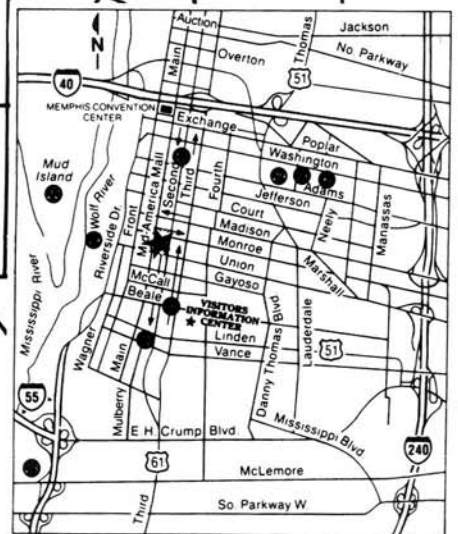 Auction
Jackson
Thomas
No. Parkway
N
Main
Overton
51
40
MEMPHIS CONVENTION
CENTER
Exchange
Poplar
Washington
Mud
Island
Second
Third
Fourth
Adams
Jefferson
Wolf River
Riverside Dr.
Front
Mid-America Mall
Court
Madison
Monroe
Neely
Manassas
Union
Gayoso
Marshall
McCall
Beale
VISITORS
INFORMATION
CENTER
Mississippi River
Wagner
Main
Linden
Vance
Danny Thomas Blvd.
Lauderdale
51
55
Mulberry
E.H. Crump Blvd.
Mississippi Blvd
240
61
McLemore
Third
So. Parkway W